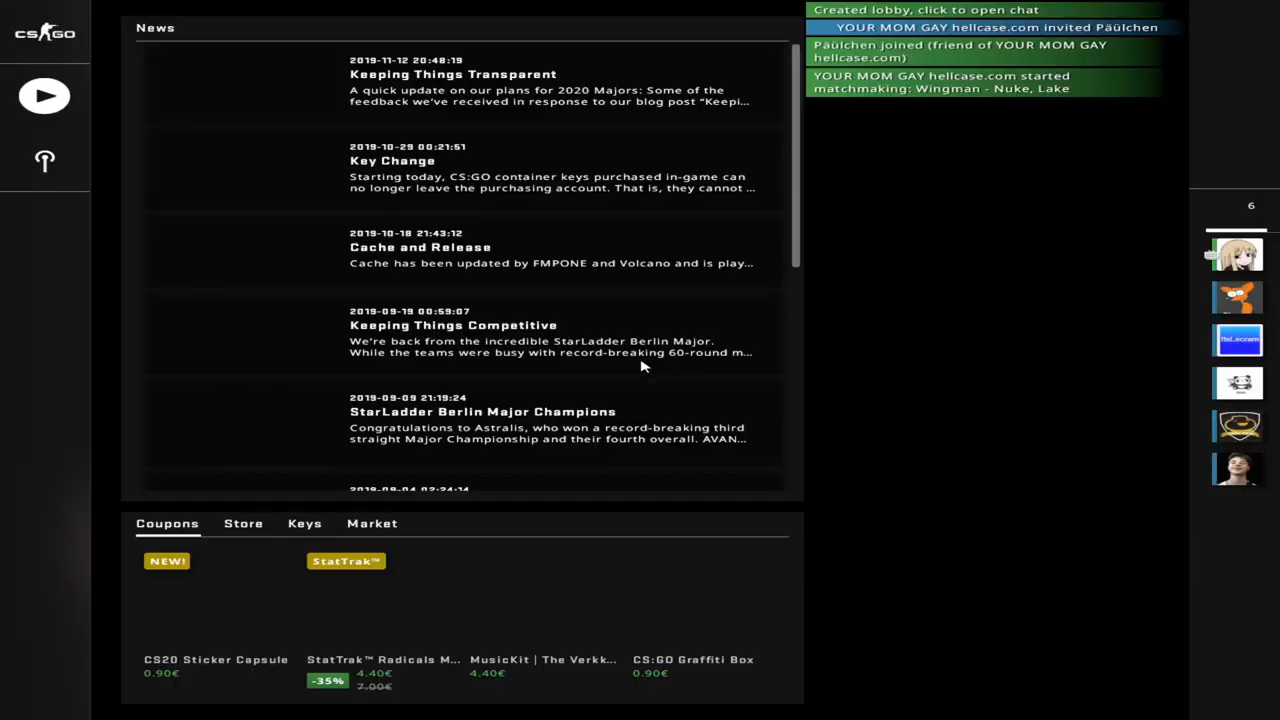 CS:GO
News
2019-11-12 20:48:19
Keeping Things Transparent
A quick update on our plans for 2020 Majors: Some of the
feedback we've received in response to our blog post “Keepi...
2019-10-29 00:21:51
Key Change
Starting today, CS:GO container keys purchased in-game can
no longer leave the purchasing account. That is, they cannot ...
2019-10-18 21:43:12
Cache and Release
Cache has been updated by FMPONE and Volcano and is play...
2019-09-19 00:59:07
Keeping Things Competitive
We're back from the incredible StarLadder Berlin Major.
While the teams were busy with record-breaking 60-round m...
2019-09-09 21:19:24
StarLadder Berlin Major Champions
Congratulations to Astralis, who won a record-breaking third
straight Major Championship and their fourth overall. AVAN...
2019-09-04 02:24:14
Coupons Store Keys Market
NEW! StatTrak™
CS20 Sticker Capsule StatTrak™ Radicals M... MusicKit | The Verkk... CS:GO Graffiti Box
0.90€ -35% 4.40€ 4.40€ 0.90€
7.00€
Created lobby, click to open chat
YOUR MOM GAY hellcase.com invited Päülchen
Päülchen joined (friend of YOUR MOM GAY
hellcase.com)
YOUR MOM GAY hellcase.com started
matchmaking: Wingman - Nuke, Lake
6
ItsLecram